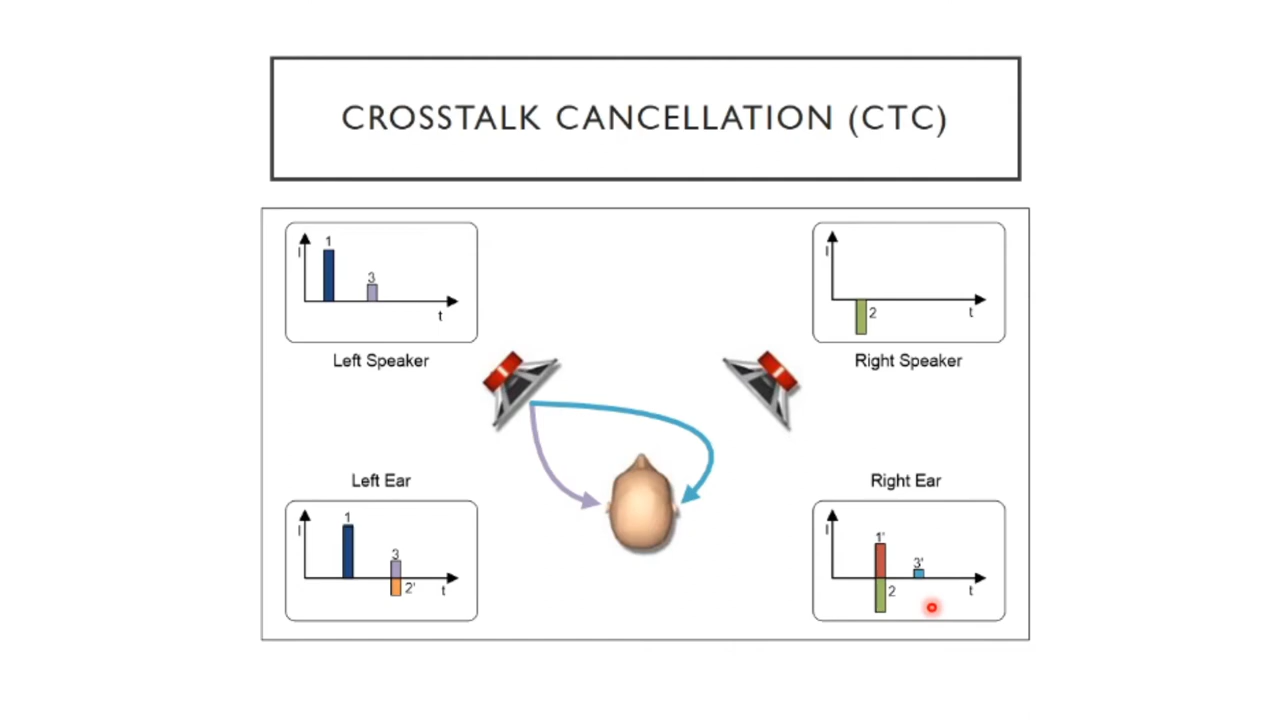 CROSSTALK CANCELLATION (CTC)
1
I
3
t
Left Speaker
I
2
t
Right Speaker
Left Ear
1
I
3
2'
t
Right Ear
I
1'
3'
2
t